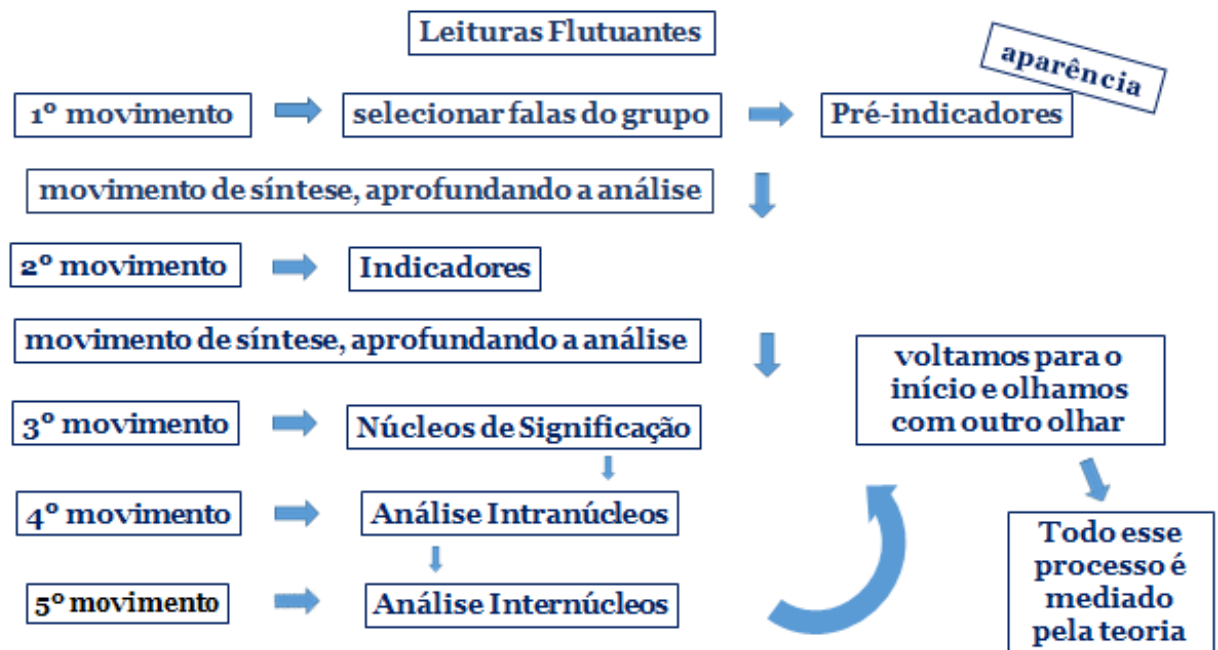 Leituras Flutuantes
aparência
1º movimento
selecionar falas do grupo
Pré-indicadores
movimento de síntese, aprofundando a análise
2º movimento
Indicadores
movimento de síntese, aprofundando a análise
voltamos para o
início e olhamos
com outro olhar
3º movimento
Núcleos de Significação
4º movimento
Análise Intranúcleos
5º movimento
Análise Internúcleos
Todo esse
processo é
mediado
pela teoria